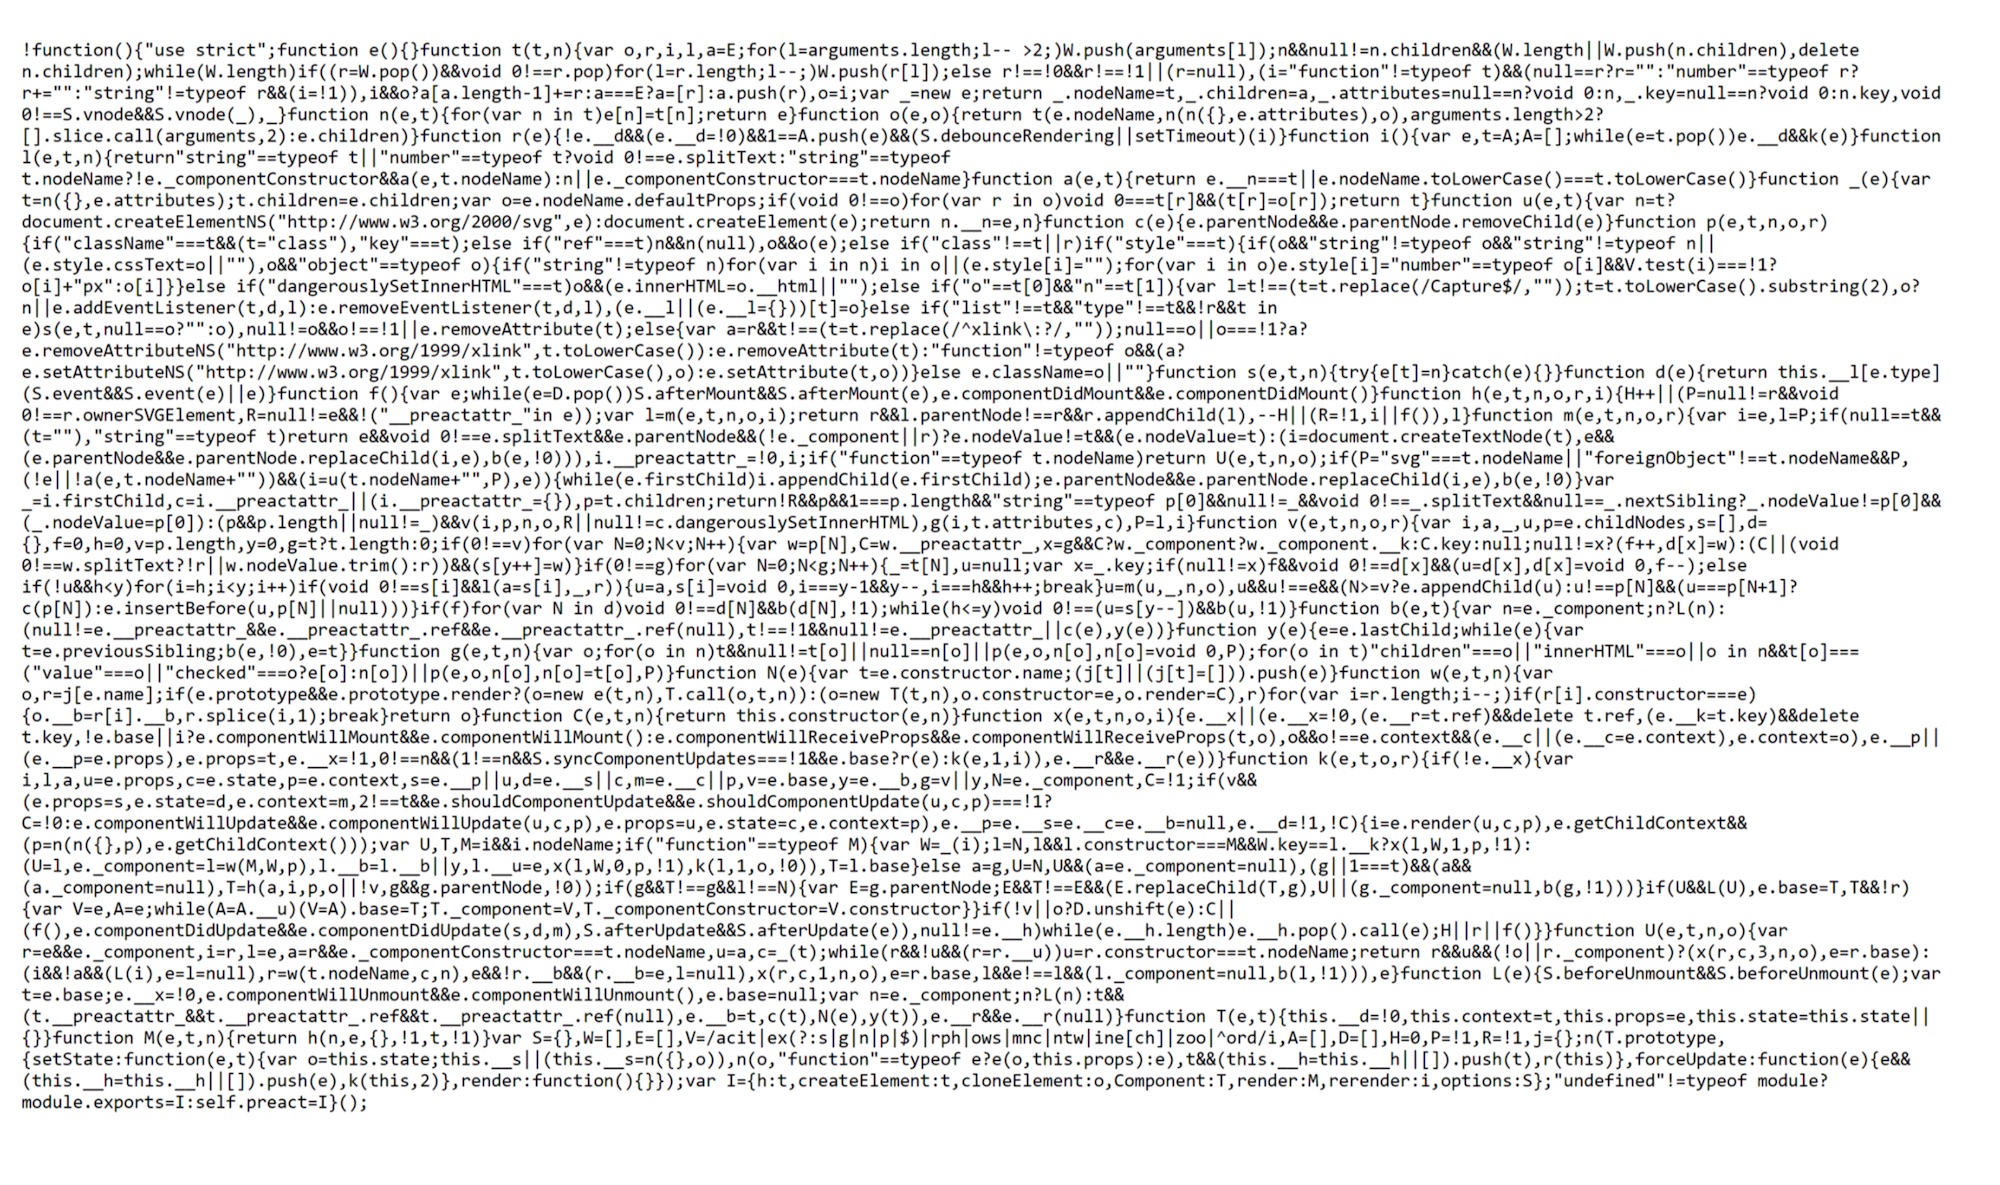 !function(){"use strict";function e(){}function t(t,n){var o,r,i,l,a=E;for(l=arguments.length;l-- >2;)W.push(arguments[l]);n&&null!=n.children&&(W.length||W.push(n.children),delete
n.children);while(W.length)if((r=W.pop())&&void 0!==r.pop)for(l=r.length;l--;)W.push(r[l]);else r!==!0&&r!==!1||(r=null),(i="function"!=typeof t)&&(null==r?r="":"number"==typeof r?
r+="":"string"!=typeof r&&(i=!1)),i&&o?a[a.length-1]+=r:a===E?a=[r]:a.push(r),o=i;var _=new e;return _.nodeName=t,_.children=a,_.attributes=null==n?void 0:n,_.key=null==n?void 0:n.key,void
0!==S.vnode&&S.vnode(_),_}function n(e,t){for(var n in t)e[n]=t[n];return e}function o(e,o){return t(e.nodeName,n(n({},e.attributes),o),arguments.length>2?
[].slice.call(arguments,2):e.children)}function r(e){!e.__d&&(e.__d=!0)&&1==A.push(e)&&(S.debounceRendering||setTimeout)(i)}function i(){var e,t=A;A=[];while(e=t.pop())e.__d&&k(e)}function
l(e,t,n){return"string"==typeof t||"number"==typeof t?void 0!==e.splitText:"string"==typeof
t.nodeName?!e._componentConstructor&&a(e,t.nodeName):n||e._componentConstructor===t.nodeName}function a(e,t){return e.__n===t||e.nodeName.toLowerCase()===t.toLowerCase()}function _(e){var
t=n({},e.attributes);t.children=e.children;var o=e.nodeName.defaultProps;if(void 0!==o)for(var r in o)void 0===t[r]&&(t[r]=o[r]);return t}function u(e,t){var n=t?
document.createElementNS("http://www.w3.org/2000/svg",e):document.createElement(e);return n.__n=e,n}function c(e){e.parentNode&&e.parentNode.removeChild(e)}function p(e,t,n,o,r)
{if("className"===t&&(t="class"),"key"===t);else if("ref"===t)n&&n(null),o&&o(e);else if("class"!==t||r)if("style"===t){if(o&&"string"!=typeof o&&"string"!=typeof n||
(e.style.cssText=o||""),o&&"object"==typeof o){if("string"!=typeof n)for(var i in n)i in o||(e.style[i]="");for(var i in o)e.style[i]="number"==typeof o[i]&&V.test(i)===!1?
o[i]+"px":o[i]}}else if("dangerouslySetInnerHTML"===t)o&&(e.innerHTML=o.__html||"");else if("o"==t[0]&&"n"==t[1]){var l=t!==(t=t.replace(/Capture$/,""));t=t.toLowerCase().substring(2),o?
n||e.addEventListener(t,d,l):e.removeEventListener(t,d,l),(e.__l||(e.__l={}))[t]=o}else if("list"!==t&&"type"!==t&&!r&&t in
e)s(e,t,null==o?"":o),null!=o&&o!==!1||e.removeAttribute(t);else{var a=r&&t!==(t=t.replace(/^xlink\:?/,""));null==o||o===!1?a?
e.removeAttributeNS("http://www.w3.org/1999/xlink",t.toLowerCase()):e.removeAttribute(t):"function"!=typeof o&&(a?
e.setAttributeNS("http://www.w3.org/1999/xlink",t.toLowerCase(),o):e.setAttribute(t,o))}else e.className=o||""}function s(e,t,n){try{e[t]=n}catch(e){}}function d(e){return this.__l[e.type]
(S.event&&S.event(e)||e)}function f(){var e;while(e=D.pop())S.afterMount&&S.afterMount(e),e.componentDidMount&&e.componentDidMount()}function h(e,t,n,o,r,i){H++||(P=null!=r&&void
0!==r.ownerSVGElement,R=null!=e&&!("__preactattr_"in e));var l=m(e,t,n,o,i);return r&&l.parentNode!==r&&r.appendChild(l),--H||(R=!1,i||f()),l}function m(e,t,n,o,r){var i=e,l=P;if(null==t&&
(t=""),"string"==typeof t)return e&&void 0!==e.splitText&&e.parentNode&&(!e._component||r)?e.nodeValue!=t&&(e.nodeValue=t):(i=document.createTextNode(t),e&&
(e.parentNode&&e.parentNode.replaceChild(i,e),b(e,!0))),i.__preactattr_=!0,i;if("function"==typeof t.nodeName)return U(e,t,n,o);if(P="svg"===t.nodeName||"foreignObject"!==t.nodeName&&P,
(!e||!a(e,t.nodeName+""))&&(i=u(t.nodeName+"",P),e)){while(e.firstChild)i.appendChild(e.firstChild);e.parentNode&&e.parentNode.replaceChild(i,e),b(e,!0)}var
_=i.firstChild,c=i.__preactattr_||(i.__preactattr_={}),p=t.children;return!R&&p&&1===p.length&&"string"==typeof p[0]&&null!=_&&void 0!==_.splitText&&null==_.nextSibling?_.nodeValue!=p[0]&&
(_.nodeValue=p[0]):(p&&p.length||null!=_)&&v(i,p,n,o,R||null!=c.dangerouslySetInnerHTML),g(i,t.attributes,c),P=l,i}function v(e,t,n,o,r){var i,a,_,u,p=e.childNodes,s=[],d=
{},f=0,h=0,v=p.length,y=0,g=t?t.length:0;if(0!==v)for(var N=0;N<v;N++){var w=p[N],C=w.__preactattr_,x=g&&C?w._component?w._component.__k:C.key:null;null!=x?(f++,d[x]=w):(C||(void
0!==w.splitText?!r||w.nodeValue.trim():r))&&(s[y++]=w)}if(0!==g)for(var N=0;N<g;N++){_=t[N],u=null;var x=_.key;if(null!=x)f&&void 0!==d[x]&&(u=d[x],d[x]=void 0,f--);else
if(!u&&h<y)for(i=h;i<y;i++)if(void 0!==s[i]&&l(a=s[i],_,r)){u=a,s[i]=void 0,i===y-1&&y--,i===h&&h++;break}u=m(u,_,n,o),u&&u!==e&&(N>=v?e.appendChild(u):u!==p[N]&&(u===p[N+1]?
c(p[N]):e.insertBefore(u,p[N]||null)))}if(f)for(var N in d)void 0!==d[N]&&b(d[N],!1);while(h<=y)void 0!==(u=s[y--])&&b(u,!1)}function b(e,t){var n=e._component;n?L(n):
(null!=e.__preactattr_&&e.__preactattr_.ref&&e.__preactattr_.ref(null),t!==!1&&null!=e.__preactattr_||c(e),y(e))}function y(e){e=e.lastChild;while(e){var
t=e.previousSibling;b(e,!0),e=t}}function g(e,t,n){var o;for(o in n)t&&null!=t[o]||null==n[o]||p(e,o,n[o],n[o]=void 0,P);for(o in t)"children"===o||"innerHTML"===o||o in n&&t[o]===
("value"===o||"checked"===o?e[o]:n[o])||p(e,o,n[o],n[o]=t[o],P)}function N(e){var t=e.constructor.name;(j[t]||(j[t]=[])).push(e)}function w(e,t,n){var
o,r=j[e.name];if(e.prototype&&e.prototype.render?(o=new e(t,n),T.call(o,t,n)):(o=new T(t,n),o.constructor=e,o.render=C),r)for(var i=r.length;i--;)if(r[i].constructor===e)
{o.__b=r[i].__b,r.splice(i,1);break}return o}function C(e,t,n){return this.constructor(e,n)}function x(e,t,n,o,i){e.__x||(e.__x=!0,(e.__r=t.ref)&&delete t.ref,(e.__k=t.key)&&delete
t.key,!e.base||i?e.componentWillMount&&e.componentWillMount():e.componentWillReceiveProps&&e.componentWillReceiveProps(t,o),o&&o!==e.context&&(e.__c||(e.__c=e.context),e.context=o),e.__p||
(e.__p=e.props),e.props=t,e.__x=!1,0!==n&&(1!==n&&S.syncComponentUpdates===!1&&e.base?r(e):k(e,1,i)),e.__r&&e.__r(e))}function k(e,t,o,r){if(!e.__x){var
i,l,a,u=e.props,c=e.state,p=e.context,s=e.__p||u,d=e.__s||c,m=e.__c||p,v=e.base,y=e.__b,g=v||y,N=e._component,C=!1;if(v&&
(e.props=s,e.state=d,e.context=m,2!==t&&e.shouldComponentUpdate&&e.shouldComponentUpdate(u,c,p)===!1?
C=!0:e.componentWillUpdate&&e.componentWillUpdate(u,c,p),e.props=u,e.state=c,e.context=p),e.__p=e.__s=e.__c=e.__b=null,e.__d=!1,!C){i=e.render(u,c,p),e.getChildContext&&
(p=n(n({},p),e.getChildContext()));var U,T,M=i&&i.nodeName;if("function"==typeof M){var W=_(i);l=N,l&&l.constructor===M&&W.key==l.__k?x(l,W,1,p,!1):
(U=l,e._component=l=w(M,W,p),l.__b=l.__b||y,l.__u=e,x(l,W,0,p,!1),k(l,1,o,!0)),T=l.base}else a=g,U=N,U&&(a=e._component=null),(g||1===t)&&(a&&
(a._component=null),T=h(a,i,p,o||!v,g&&g.parentNode,!0));if(g&&T!==g&&l!==N){var E=g.parentNode;E&&T!==E&&(E.replaceChild(T,g),U||(g._component=null,b(g,!1)))}if(U&&L(U),e.base=T,T&&!r)
{var V=e,A=e;while(A=A.__u)(V=A).base=T;T._component=V,T._componentConstructor=V.constructor}}if(!v||o?D.unshift(e):C||
(f(),e.componentDidUpdate&&e.componentDidUpdate(s,d,m),S.afterUpdate&&S.afterUpdate(e)),null!=e.__h)while(e.__h.length)e.__h.pop().call(e);H||r||f()}}function U(e,t,n,o){var
r=e&&e._component,i=r,l=e,a=r&&e._componentConstructor===t.nodeName,u=a,c=_(t);while(r&&!u&&(r=r.__u))u=r.constructor===t.nodeName;return r&&u&&(!o||r._component)?(x(r,c,3,n,o),e=r.base):
(i&&!a&&(L(i),e=l=null),r=w(t.nodeName,c,n),e&&!r.__b&&(r.__b=e,l=null),x(r,c,1,n,o),e=r.base,l&&e!==l&&(l._component=null,b(l,!1))),e}function L(e){S.beforeUnmount&&S.beforeUnmount(e);var
t=e.base;e.__x=!0,e.componentWillUnmount&&e.componentWillUnmount(),e.base=null;var n=e._component;n?L(n):t&&
(t.__preactattr_&&t.__preactattr_.ref&&t.__preactattr_.ref(null),e.__b=t,c(t),N(e),y(t)),e.__r&&e.__r(null)}function T(e,t){this.__d=!0,this.context=t,this.props=e,this.state=this.state||
{}}function M(e,t,n){return h(n,e,{},!1,t,!1)}var S={},W=[],E=[],V=/acit|ex(?:s|g|n|p|$)|rph|ows|mnc|ntw|ine[ch]|zoo|^ord/i,A=[],D=[],H=0,P=!1,R=!1,j={};n(T.prototype,
{setState:function(e,t){var o=this.state;this.__s||(this.__s=n({},o)),n(o,"function"==typeof e?e(o,this.props):e),t&&(this.__h=this.__h||[]).push(t),r(this)},forceUpdate:function(e){e&&
(this.__h=this.__h||[]).push(e),k(this,2)},render:function(){}});var I={h:t,createElement:t,cloneElement:o,Component:T,render:M,rerender:i,options:S};"undefined"!=typeof module?
module.exports=I:self.preact=I}();